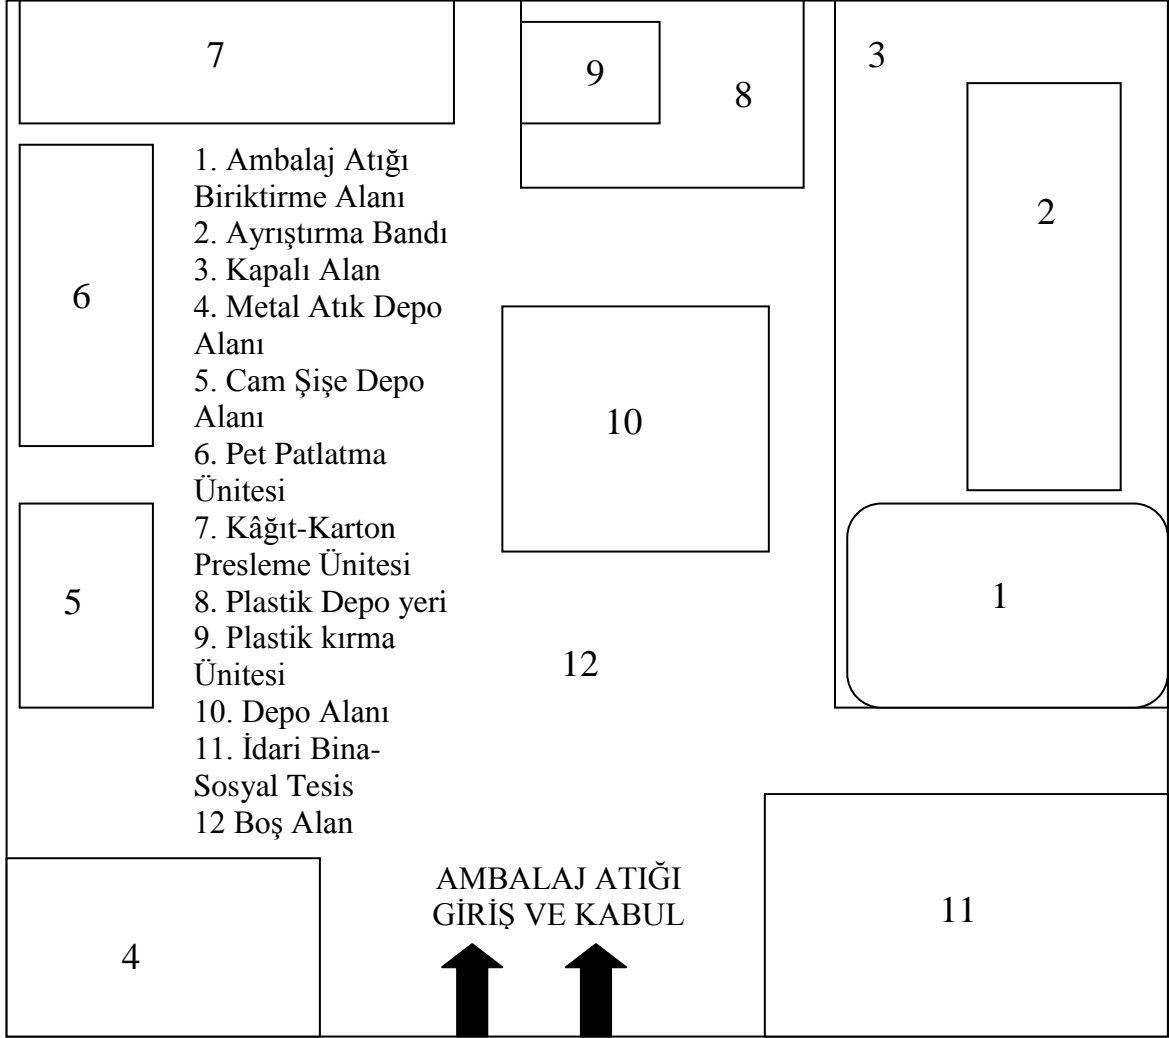 7
9
8
3
2
1. Ambalaj Atığı
Biriktirme Alanı
2. Ayrıştırma Bandı
3. Kapalı Alan
4. Metal Atık Depo
Alanı
5. Cam Şişe Depo
Alanı
6. Pet Patlatma
Ünitesi
7. Kâğıt-Karton
Presleme Ünitesi
8. Plastik Depo yeri
9. Plastik kırma
Ünitesi
10. Depo Alanı
11. İdari Bina-
Sosyal Tesis
12 Boş Alan
6
10
5
1
12
AMBALAJ ATIĞI
GİRİŞ VE KABUL
4
11